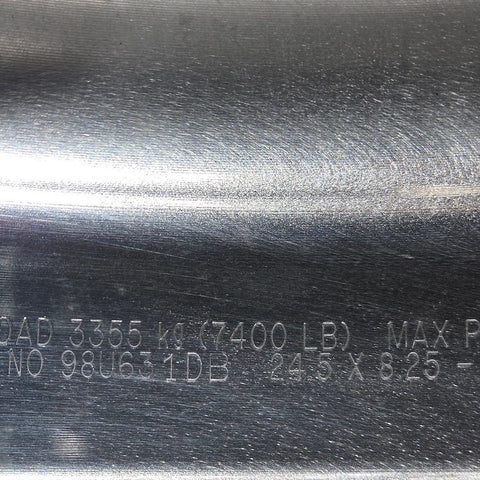 OAD 3355 kg (7400 LB) MAX P
NO 98U631DB 24.5 X 8.25 -